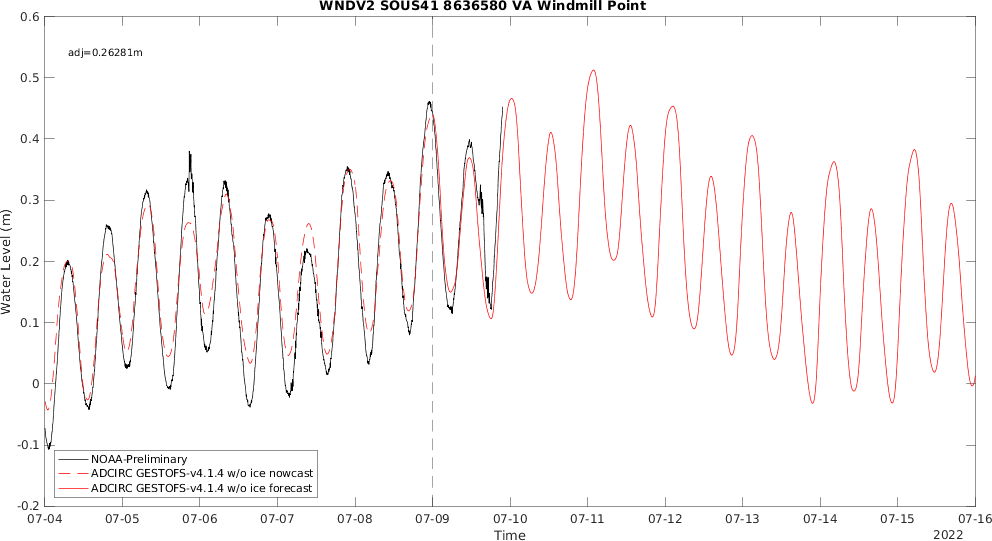 WNDV2 SOUS41 8636580 VA Windmill Point
adj=0.26281m
0.6
0.5
0.4
0.3
0.2
0.1
0
-0.1
-0.2
Water Level (m)
NOAA-Preliminary
ADCIRC GESTOFS-v4.1.4 w/o ice nowcast
ADCIRC GESTOFS-v4.1.4 w/o ice forecast
07-04 07-05 07-06 07-07 07-08 07-09 07-10 07-11 07-12 07-13 07-14 07-15 07-16
Time
2022